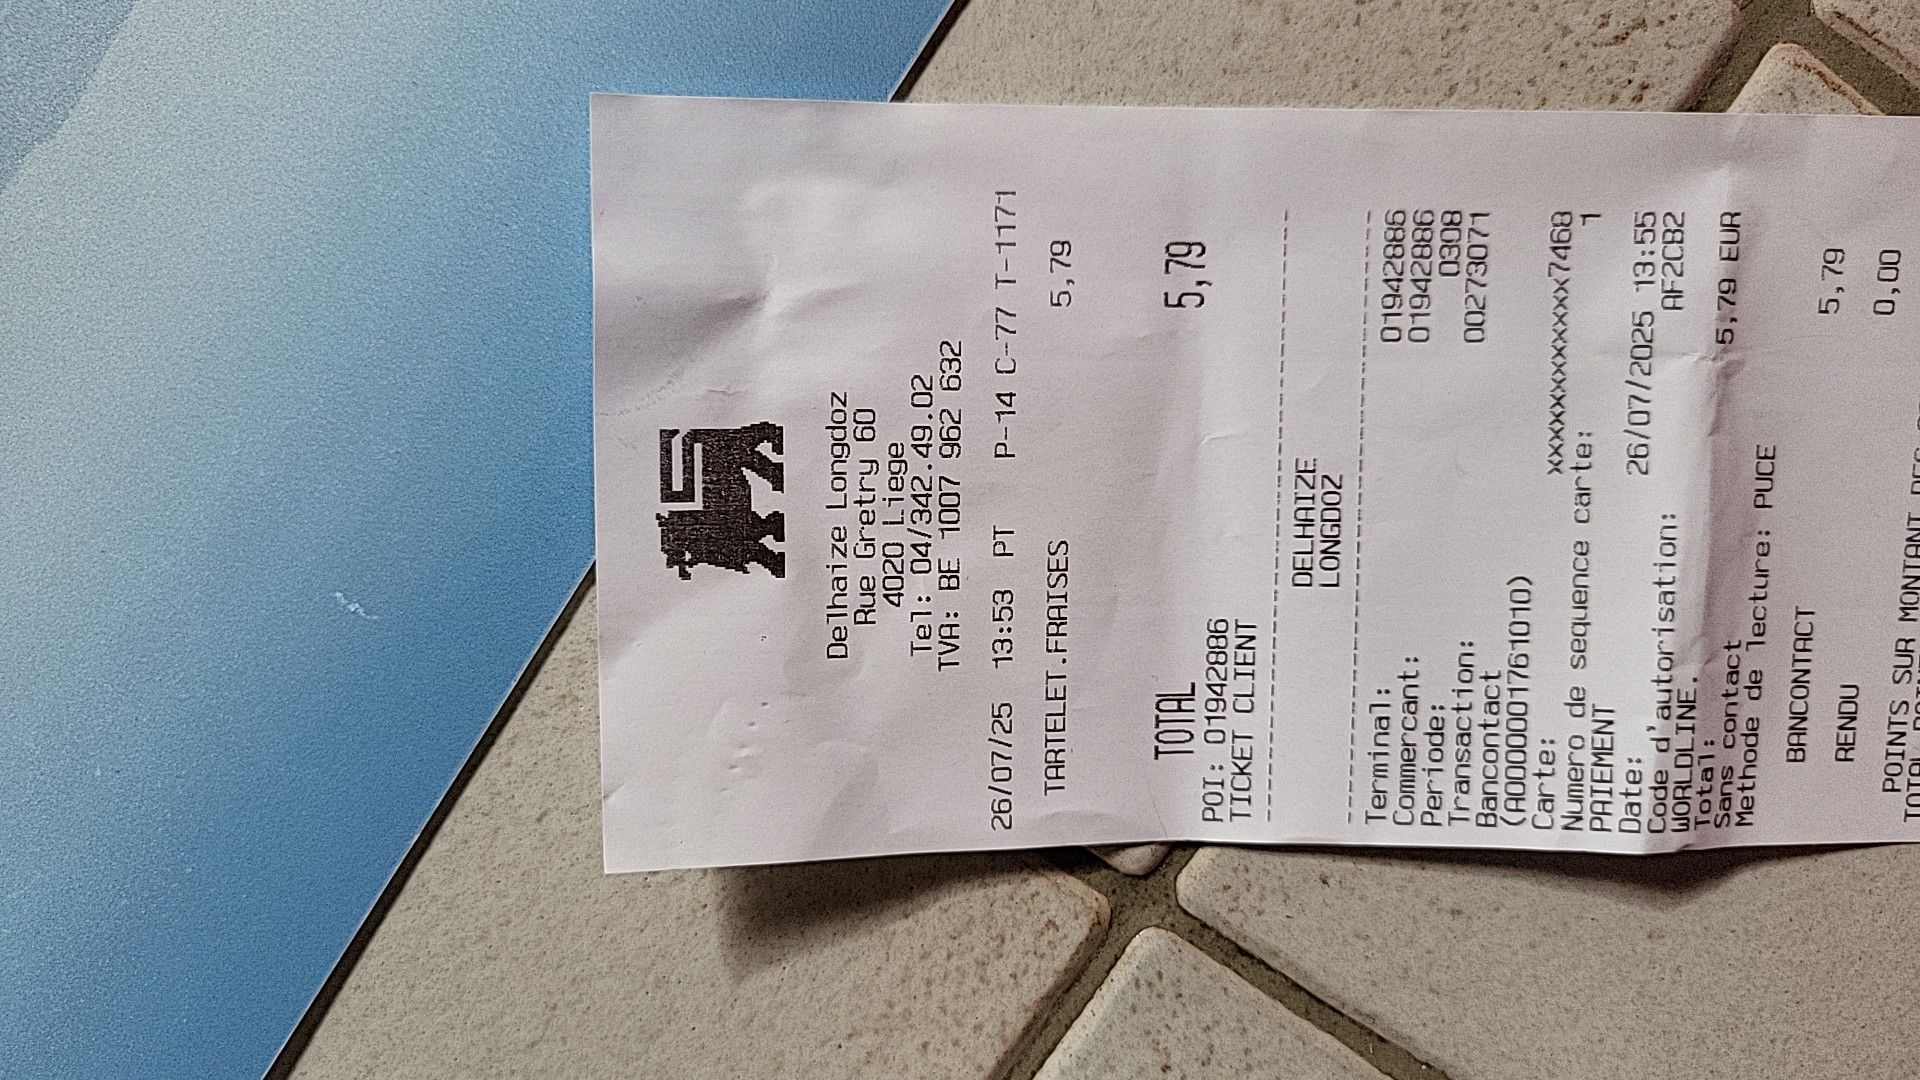 Delhaize Longdoz
Rue Gretry 60
4020 Liege
Tel: 04/342.49.02
TVA: BE 1007 962 632
26/07/25 13:53 PT P-14 C-77 T-1171
TARTELET.FRAISES 5,79
TOTAL 5,79
POI: 01942886
TICKET CLIENT
DELHAIZE
LONGDOZ
Terminal: 01942886
Commercant: 01942886
Periode: 0308
Transaction: 00273071
Bancontact
(A0000001761010)
Carte: xxxxxxxxxxxxx7468
Numero de sequence carte: 1
PAIEMENT
Date: 26/07/2025 13:55
Code d'autorisation: AF2CB2
WORLDLINE.
Total: 5,79 EUR
Sans contact
Methode de lecture: PUCE
BANCONTACT 5,79
RENDU 0,00
POINTS SUR MONTANT